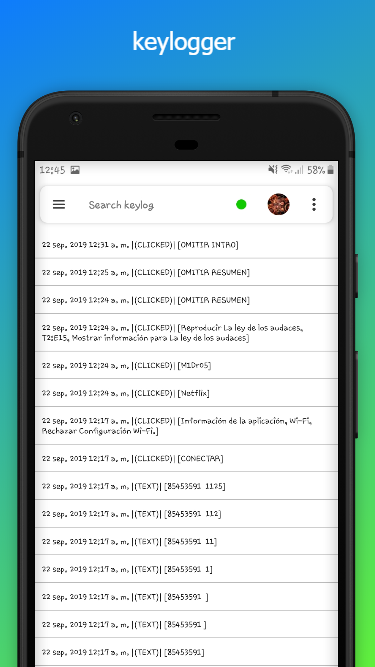 keylogger
12:45 58%
Search keylog
22 sep. 2019 12:31 a. m. |(CLICKED)| [OMITIR INTRO]
22 sep. 2019 12:25 a. m. |(CLICKED)| [OMITIR RESUMEN]
22 sep. 2019 12:24 a. m. |(CLICKED)| [OMITIR RESUMEN]
22 sep. 2019 12:24 a. m. |(CLICKED)| [Reproducir La ley de los audaces,
T2:E15, Mostrar información para La ley de los audaces]
22 sep. 2019 12:24 a. m. |(CLICKED)| [M1Dr05]
22 sep. 2019 12:24 a. m. |(CLICKED)| [Netflix]
22 sep. 2019 12:17 a. m. |(CLICKED)| [Información de la aplicación, Wi-Fi,
Rechazar Configuración Wi-Fi.]
22 sep. 2019 12:17 a. m. |(CLICKED)| [CONECTAR]
22 sep. 2019 12:17 a. m. |(TEXT)| [85453591 1125]
22 sep. 2019 12:17 a. m. |(TEXT)| [85453591 112]
22 sep. 2019 12:17 a. m. |(TEXT)| [85453591 11]
22 sep. 2019 12:17 a. m. |(TEXT)| [85453591 1]
22 sep. 2019 12:17 a. m. |(TEXT)| [85453591 ]
22 sep. 2019 12:17 a. m. |(TEXT)| [85453591 ]
22 sep. 2019 12:17 a. m. |(TEXT)| [85453591]